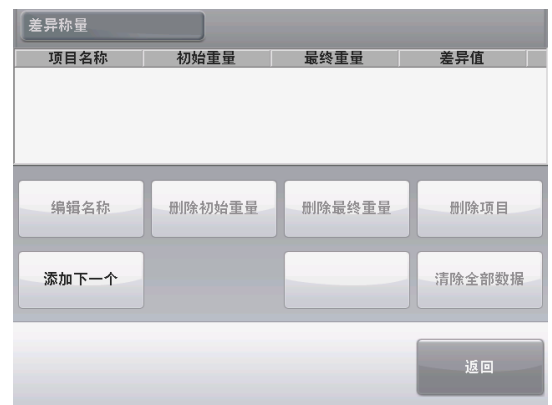 差异称量
项目名称 初始重量 最终重量 差异值
编辑名称 删除初始重量 删除最终重量 删除项目
添加下一个 清除全部数据
返回